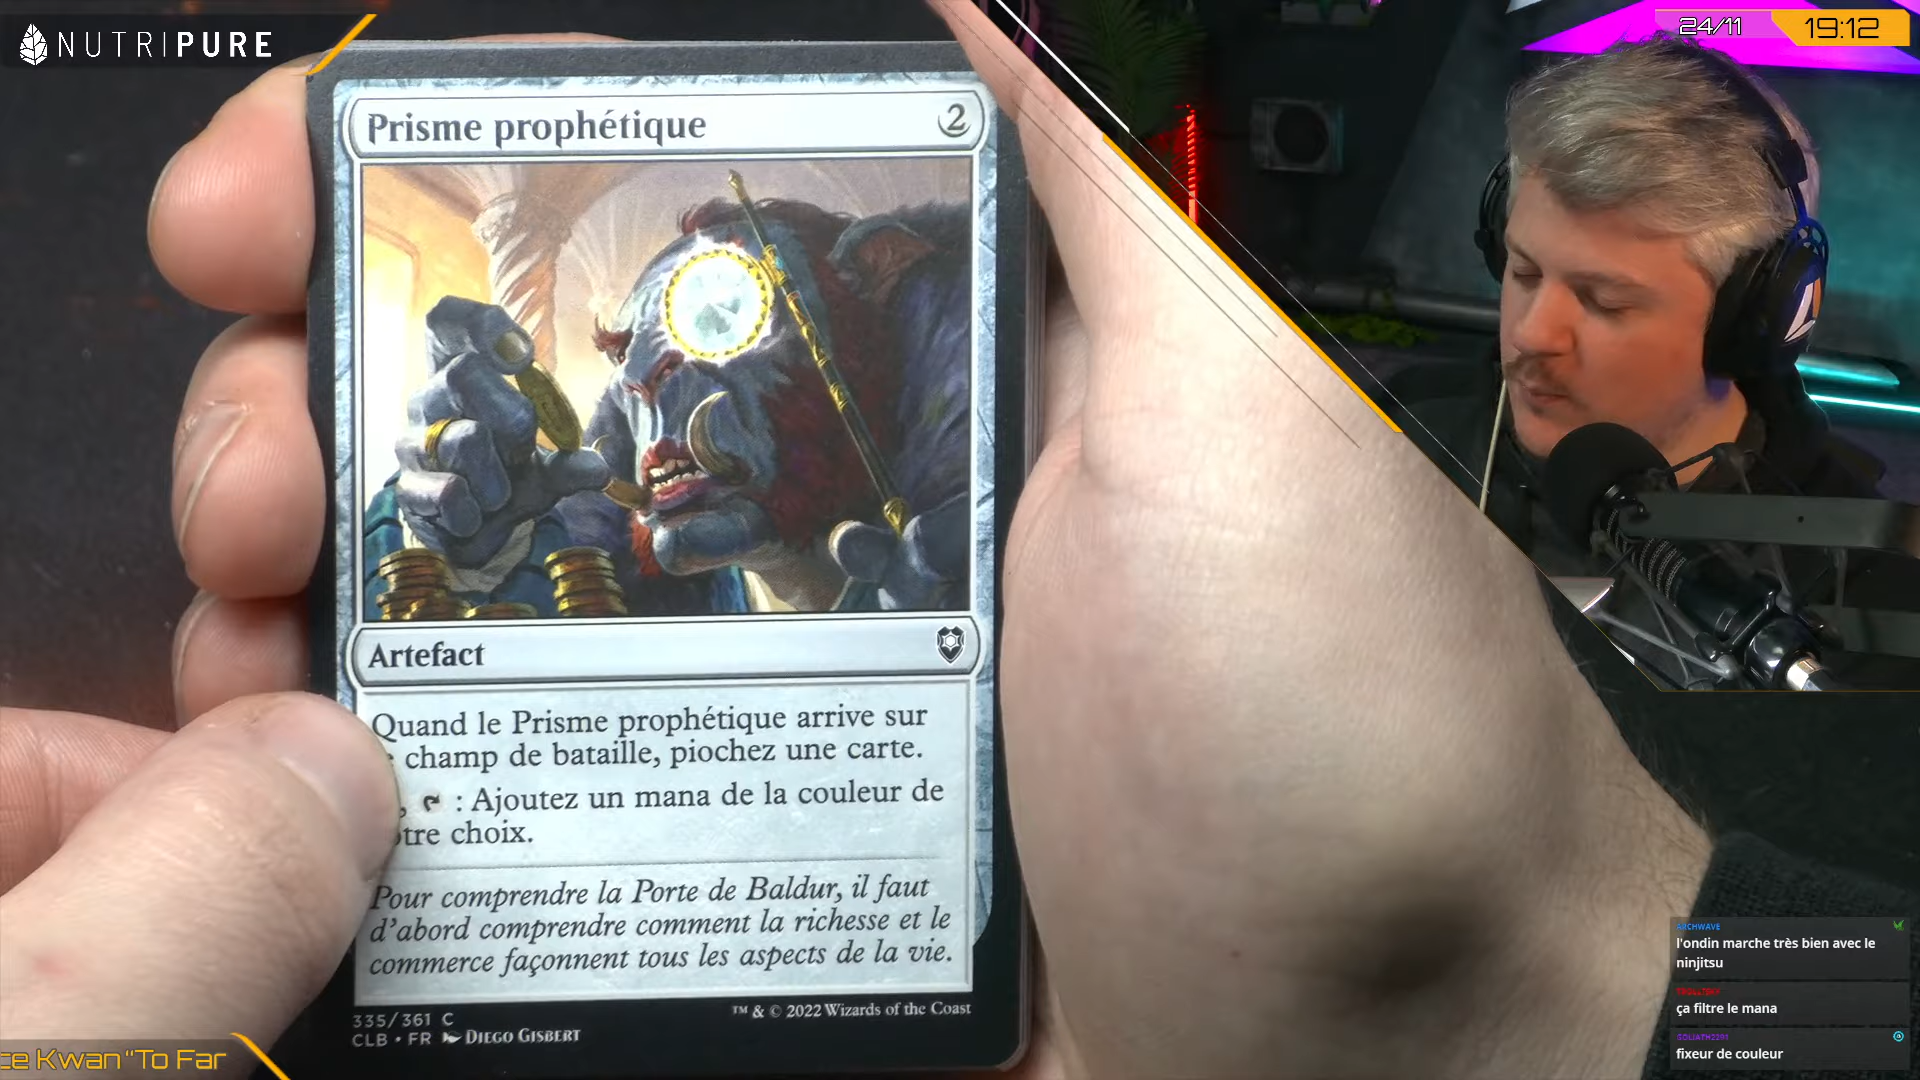 NUTRIPURE
24/11
19:12
Prisme prophétique
2
Artefact
Quand le Prisme prophétique arrive sur
champ de bataille, piochez une carte.
, : Ajoutez un mana de la couleur de
tre choix.
Pour comprendre la Porte de Baldur, il faut
d'abord comprendre comment la richesse et le
commerce façonnent tous les aspects de la vie.
335/361 C
™ & © 2022 Wizards of the Coast
CLB • FR DIEGO GISBERT
ce Kwan "To Far
ARCHWAVE
l'ondin marche très bien avec le
ninjitsu
ça filtre le mana
GOLIATH2291
fixeur de couleur